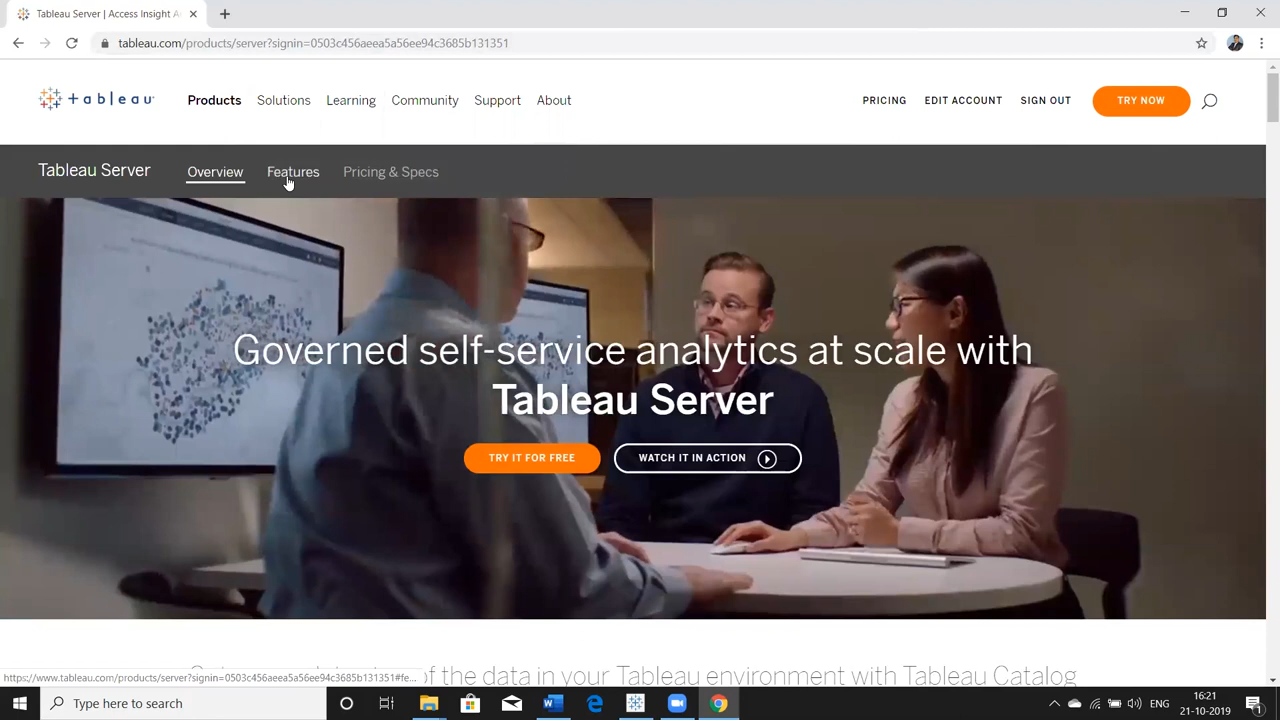 Tableau Server | Access Insight A
tableau.com/products/server?signin=0503c456aeea5a56ee94c3685b131351
tableau
Products
Solutions
Learning
Community
Support
About
PRICING
EDIT ACCOUNT
SIGN OUT
TRY NOW
Tableau Server
Overview
Features
Pricing & Specs
Governed self-service analytics at scale with
Tableau Server
TRY IT FOR FREE
WATCH IT IN ACTION
of the data in your Tableau environment with Tableau Catalog
https://www.tableau.com/products/server?signin=0503c456aeea5a56ee94c3685b131351#fe...
Type here to search
ENG
16:21
21-10-2019